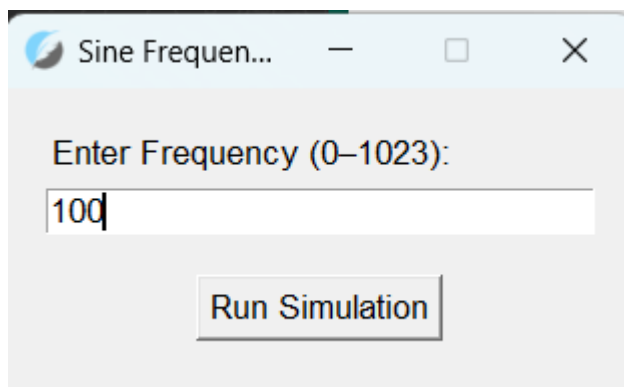 Sine Frequen...
Enter Frequency (0–1023):
100
Run Simulation